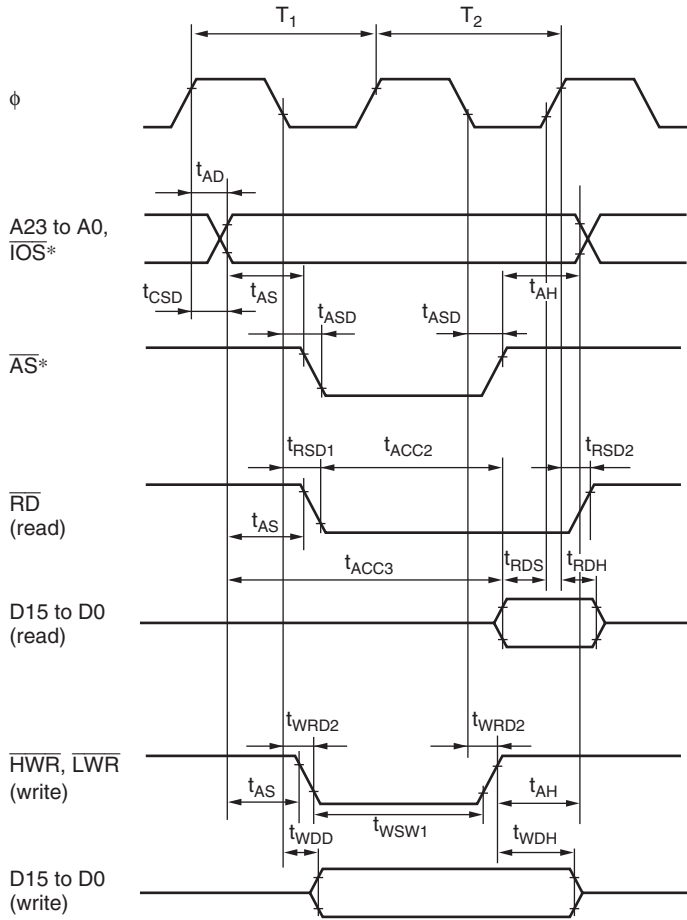 T1 T2
ϕ
tAD
A23 to A0,
IOS*
tAS tAH
tCSD
tASD tASD
AS*
tRSD1 tACC2 tRSD2
RD
(read)
tAS
tACC3 tRDS tRDH
D15 to D0
(read)
tWRD2 tWRD2
HWR, LWR
(write)
tAS tAH
tWSW1
tWDD tWDH
D15 to D0
(write)